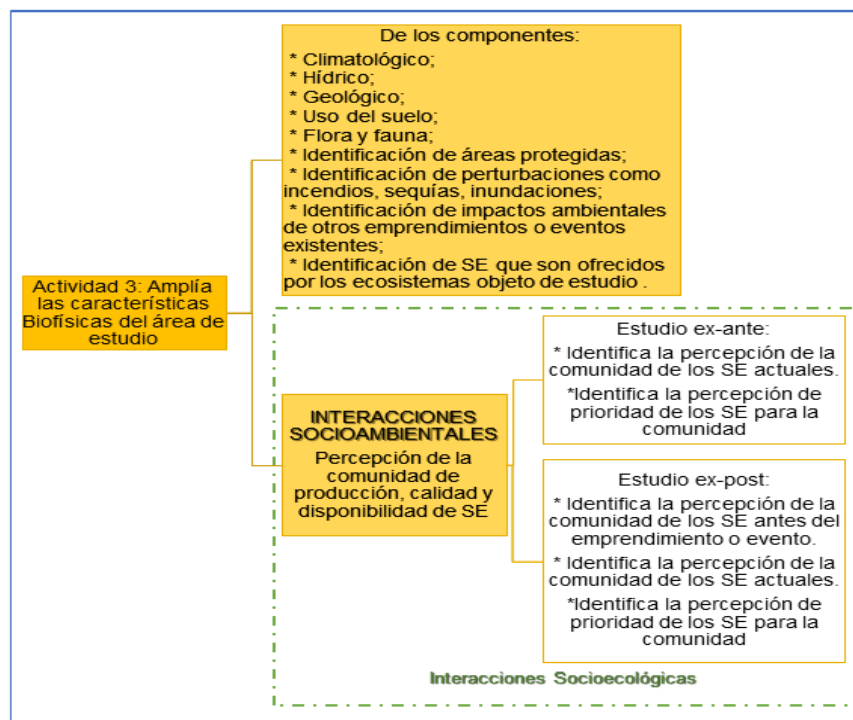 De los componentes:
* Climatológico;
* Hídrico;
* Geológico;
* Uso del suelo;
* Flora y fauna;
* Identificación de áreas protegidas;
* Identificación de perturbaciones como
incendios, sequías, inundaciones;
* Identificación de impactos ambientales
de otros emprendimientos o eventos
existentes;
* Identificación de SE que son ofrecidos
por los ecosistemas objeto de estudio .
Actividad 3: Amplía
las características
Biofísicas del área de
estudio
INTERACCIONES
SOCIOAMBIENTALES
Percepción de la
comunidad de
producción, calidad y
disponibilidad de SE
Estudio ex-ante:
* Identifica la percepción de la
comunidad de los SE actuales.
*Identifica la percepción de
prioridad de los SE para la
comunidad
Estudio ex-post:
* Identifica la percepción de la
comunidad de los SE antes del
emprendimiento o evento.
* Identifica la percepción de la
comunidad de los SE actuales.
*Identifica la percepción de
prioridad de los SE para la
comunidad
Interacciones Socioecológicas